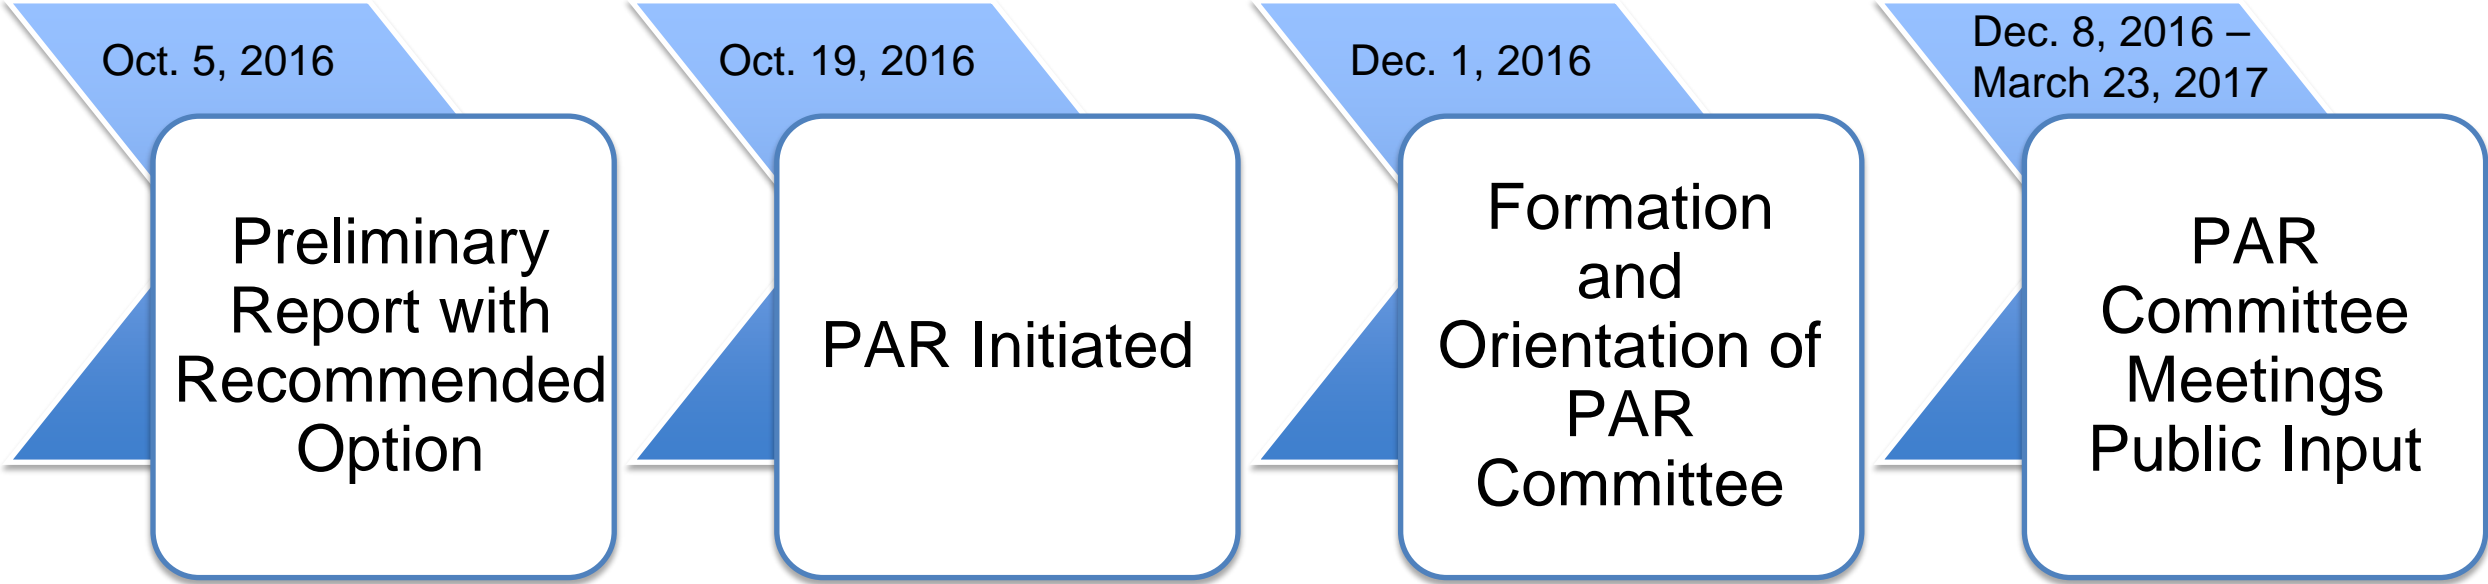 Oct. 5, 2016
Preliminary
Report with
Recommended
Option
Oct. 19, 2016
PAR Initiated
Dec. 1, 2016
Formation
and
Orientation of
PAR
Committee
Dec. 8, 2016 –
March 23, 2017
PAR
Committee
Meetings
Public Input